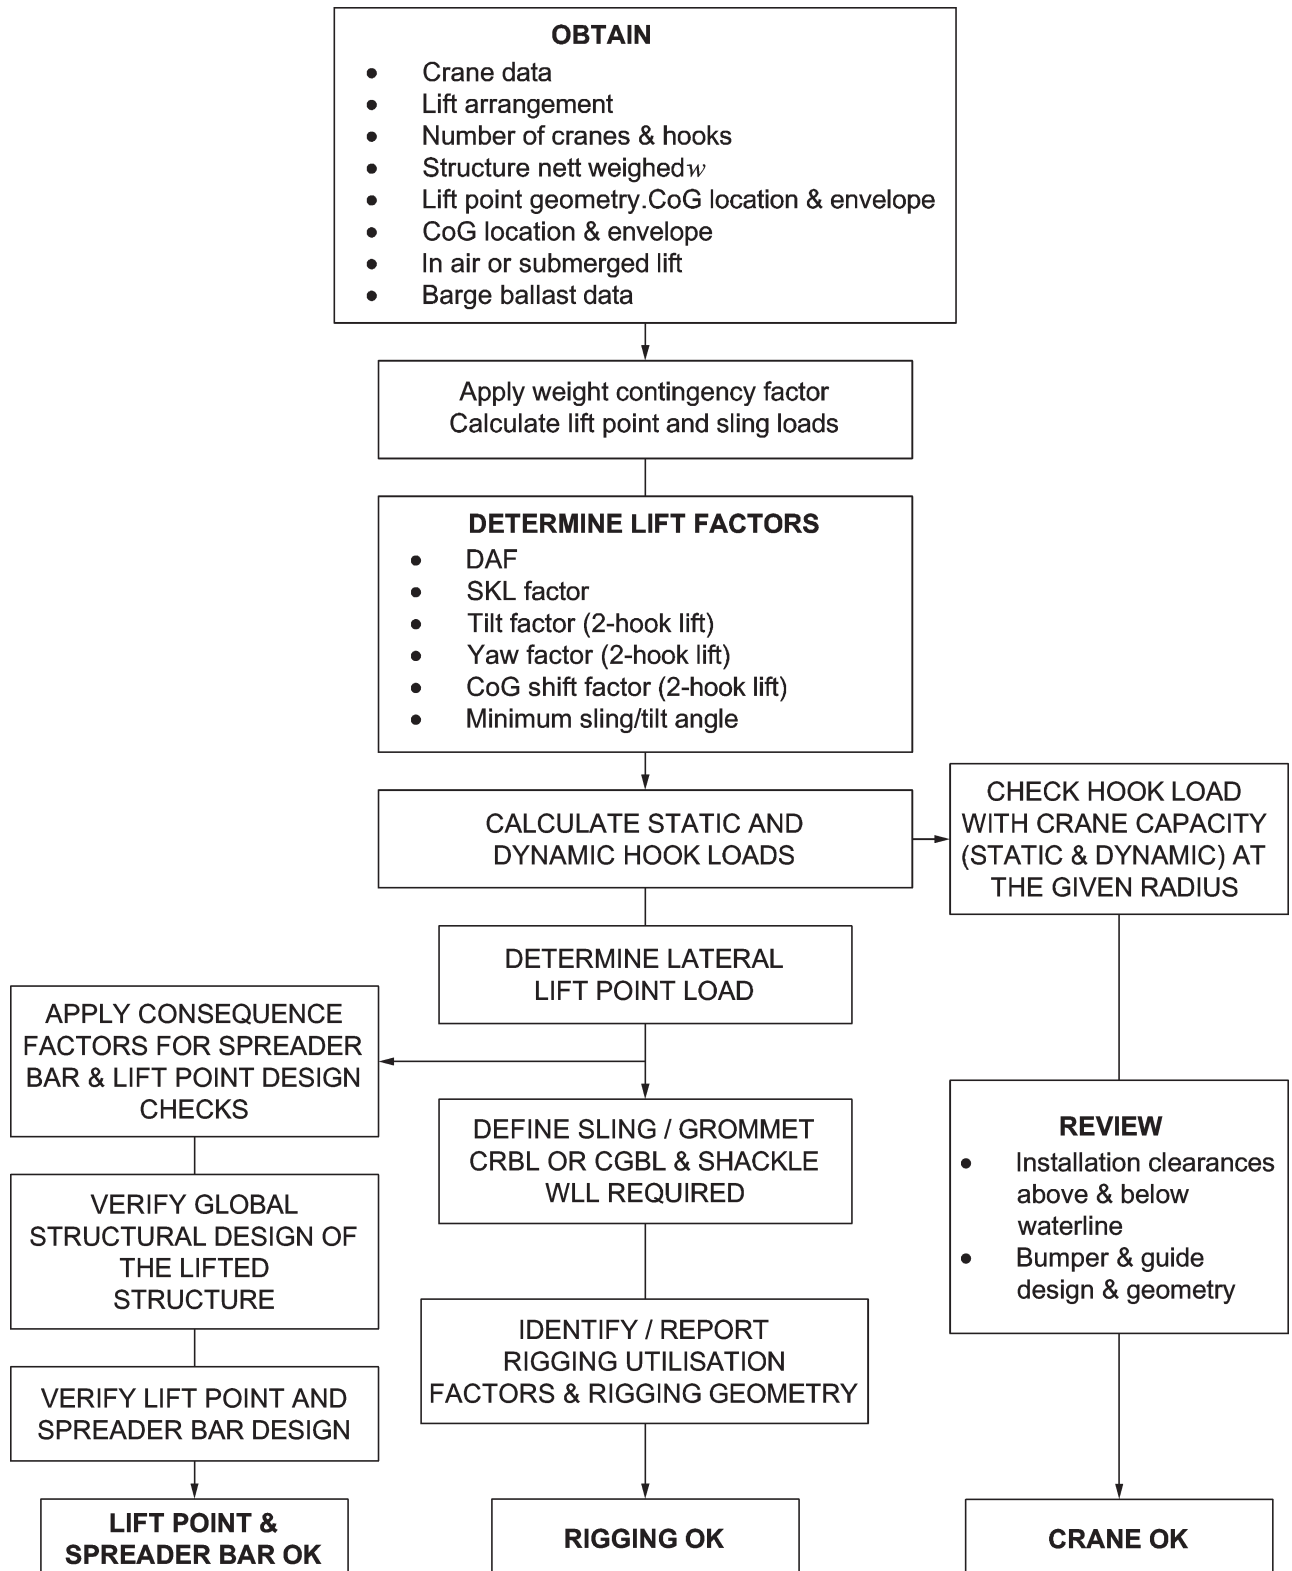 OBTAIN
• Crane data
• Lift arrangement
• Number of cranes & hooks
• Structure nett weighed w
• Lift point geometry.CoG location & envelope
• CoG location & envelope
• In air or submerged lift
• Barge ballast data
Apply weight contingency factor
Calculate lift point and sling loads
DETERMINE LIFT FACTORS
• DAF
• SKL factor
• Tilt factor (2-hook lift)
• Yaw factor (2-hook lift)
• CoG shift factor (2-hook lift)
• Minimum sling/tilt angle
CALCULATE STATIC AND
DYNAMIC HOOK LOADS
CHECK HOOK LOAD
WITH CRANE CAPACITY
(STATIC & DYNAMIC) AT
THE GIVEN RADIUS
DETERMINE LATERAL
LIFT POINT LOAD
APPLY CONSEQUENCE
FACTORS FOR SPREADER
BAR & LIFT POINT DESIGN
CHECKS
DEFINE SLING / GROMMET
CRBL OR CGBL & SHACKLE
WLL REQUIRED
REVIEW
• Installation clearances
above & below
waterline
• Bumper & guide
design & geometry
VERIFY GLOBAL
STRUCTURAL DESIGN OF
THE LIFTED
STRUCTURE
IDENTIFY / REPORT
RIGGING UTILISATION
FACTORS & RIGGING GEOMETRY
VERIFY LIFT POINT AND
SPREADER BAR DESIGN
LIFT POINT &
SPREADER BAR OK
RIGGING OK
CRANE OK